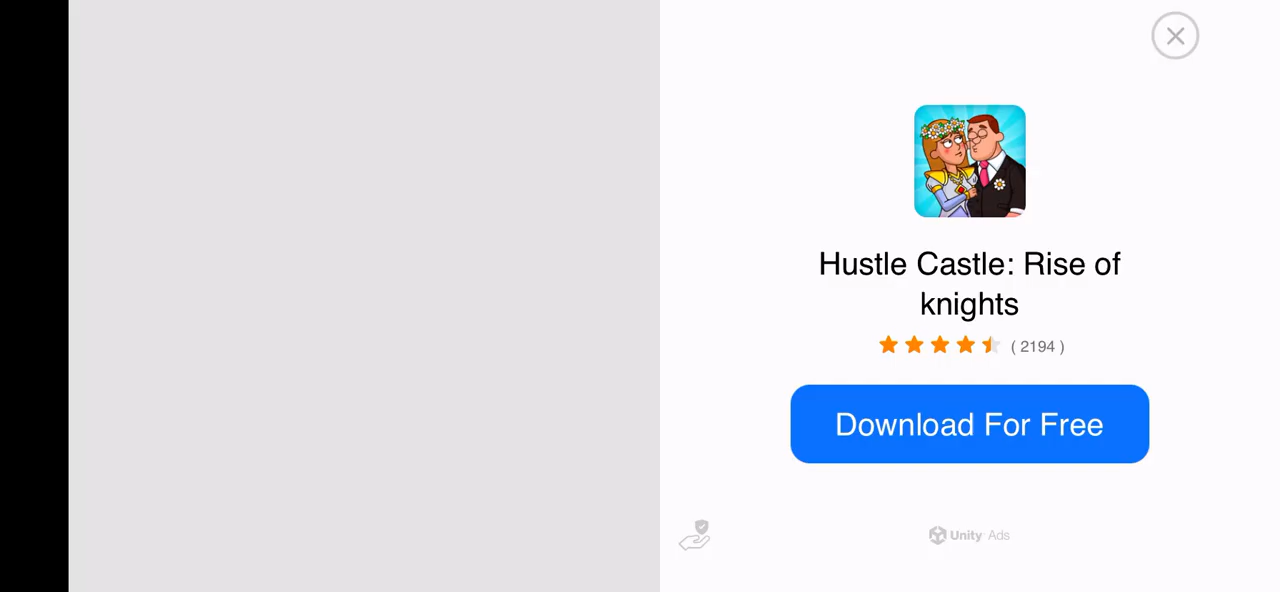 Hustle Castle: Rise of
knights
( 2194 )
Download For Free
Unity Ads